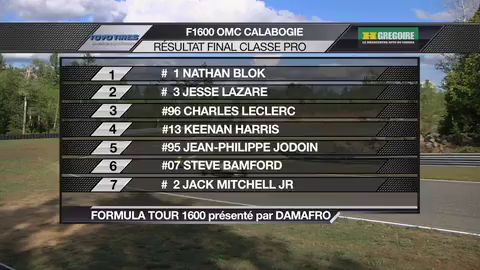 TOYO TIRES
F1600 OMC CALABOGIE
RÉSULTAT FINAL CLASSE PRO
H GREGOIRE
1 # 1 NATHAN BLOK
2 # 3 JESSE LAZARE
3 #96 CHARLES LECLERC
4 #13 KEENAN HARRIS
5 #95 JEAN-PHILIPPE JODOIN
6 #07 STEVE BAMFORD
7 # 2 JACK MITCHELL JR
FORMULA TOUR 1600 présenté par DAMAFRO